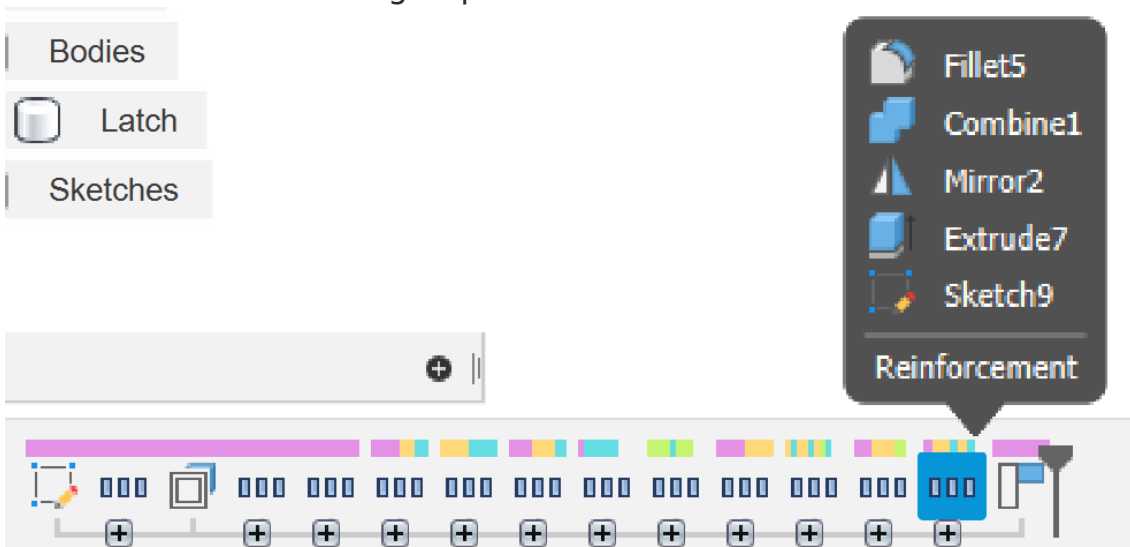 Bodies
Latch
Sketches
Fillet5
Combine1
Mirror2
Extrude7
Sketch9
Reinforcement